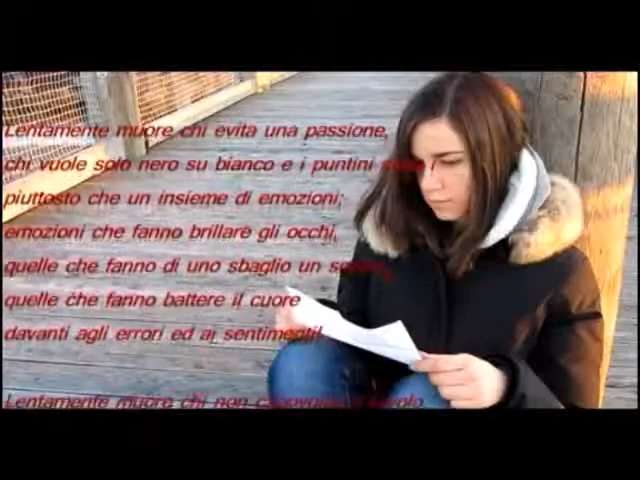 Lentamente muore chi evita una passione,
chi vuole solo nero su bianco e i puntini
piuttosto che un insieme di emozioni;
emozioni che fanno brillare gli occhi,
quelle che fanno di uno sbaglio un
quelle che fanno battere il cuore
davanti agli errori ed ai sentimenti!
Lentamente muore chi non